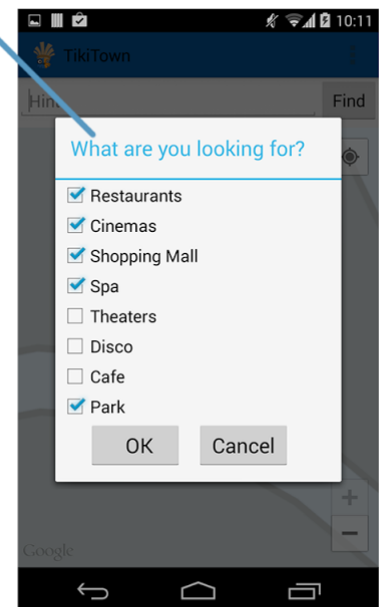 10:11
TikiTown
Hint
Find
What are you looking for?
Restaurants
Cinemas
Shopping Mall
Spa
Theaters
Disco
Cafe
Park
OK
Cancel
Google